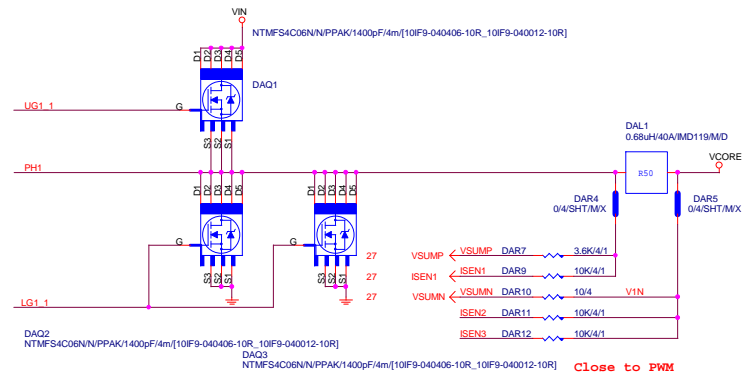 VIN
NTMFS4C06N/N/PPAK/1400pF/4m/[10IF9-040406-10R_10IF9-040012-10R]
D1
D2
D3
D4
D5
DAQ1
G
UG1_1
S3
S2
S1
DAL1
0.68uH/40A/IMD119/M/D
VCORE
PH1
R50
D1
D2
D3
D4
D5
D1
D2
D3
D4
D5
DAR4
0/4/SHT/M/X
DAR5
0/4/SHT/M/X
G
G
S3
S2
S1
S3
S2
S1
27 VSUMP VSUMP DAR7 3.6K/4/1
27 ISEN1 ISEN1 DAR9 10K/4/1
27 VSUMN VSUMN DAR10 10/4 V1N
LG1_1
ISEN2 DAR11 10K/4/1
ISEN3 DAR12 10K/4/1
DAQ2
NTMFS4C06N/N/PPAK/1400pF/4m/[10IF9-040406-10R_10IF9-040012-10R]
DAQ3
NTMFS4C06N/N/PPAK/1400pF/4m/[10IF9-040406-10R_10IF9-040012-10R]
Close to PWM